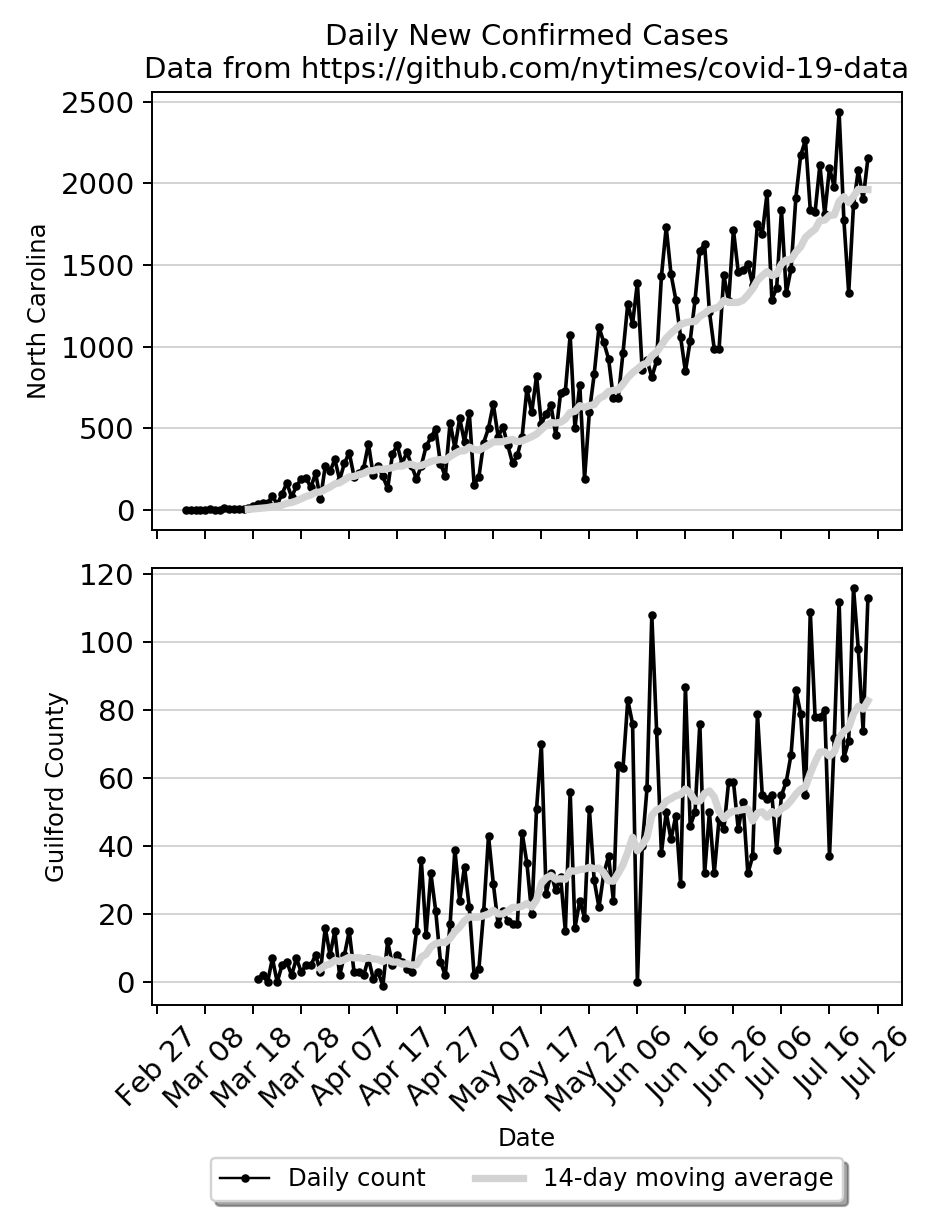 Daily New Confirmed Cases
Data from https://github.com/nytimes/covid-19-data
2500
2000
1500
1000
500
0
North Carolina
120
100
80
60
40
20
0
Guilford County
Feb 27
Mar 08
Mar 18
Mar 28
Apr 07
Apr 17
Apr 27
May 07
May 17
May 27
Jun 06
Jun 16
Jun 26
Jul 06
Jul 16
Jul 26
Date
Daily count
14-day moving average